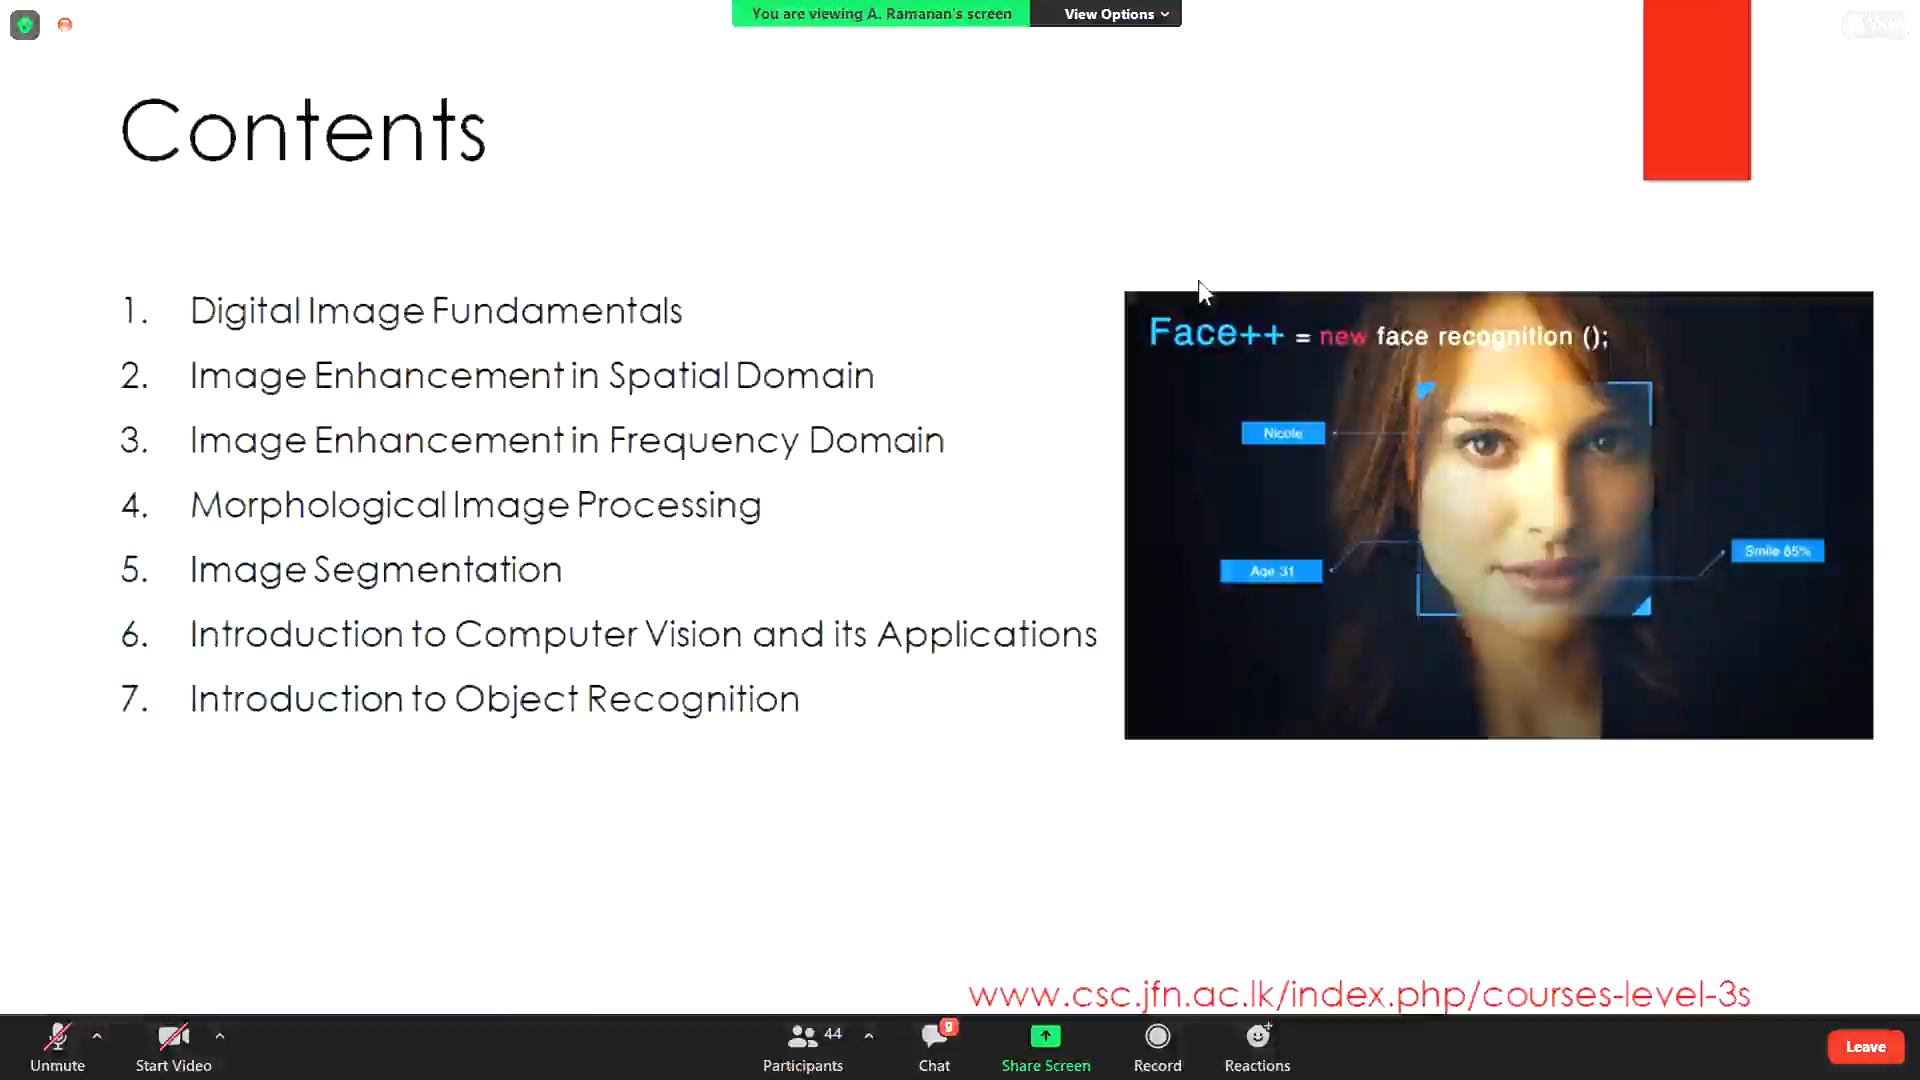 You are viewing A. Ramanan's screen
View Options
View
Contents
1. Digital Image Fundamentals
2. Image Enhancement in Spatial Domain
3. Image Enhancement in Frequency Domain
4. Morphological Image Processing
5. Image Segmentation
6. Introduction to Computer Vision and its Applications
7. Introduction to Object Recognition
Face++ = new face recognition ();
Nicole
Age 31
Smile 85%
www.csc.jfn.ac.lk/index.php/courses-level-3s
Unmute
Start Video
44
Participants
9
Chat
Share Screen
Record
Reactions
Leave